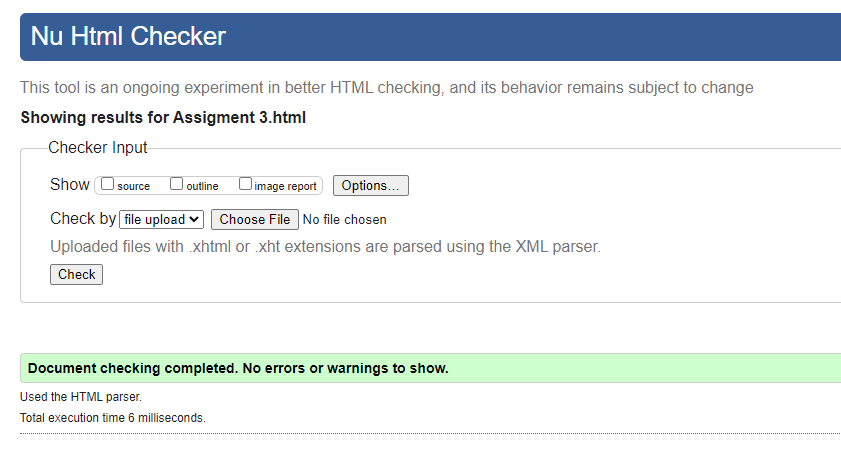 Nu Html Checker
This tool is an ongoing experiment in better HTML checking, and its behavior remains subject to change
Showing results for Assigment 3.html
Checker Input
Show source outline image report Options...
Check by file upload Choose File No file chosen
Uploaded files with .xhtml or .xht extensions are parsed using the XML parser.
Check
Document checking completed. No errors or warnings to show.
Used the HTML parser.
Total execution time 6 milliseconds.